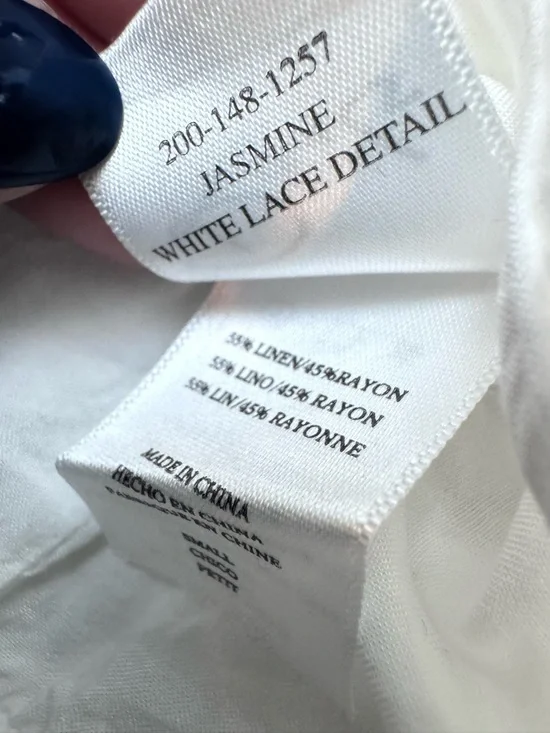 200-148-1257
JASMINE
WHITE LACE DETAIL
55% LINEN/45%RAYON
55% LINO/45% RAYON
55% LIN/45% RAYONNE
MADE IN CHINA
HECHO EN CHINA
FABRIQUE EN CHINE
SMALL
CHICO
PETIT